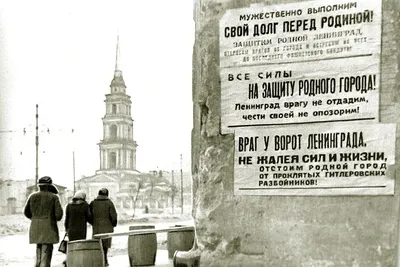 МУЖЕСТВЕННО ВЫПОЛНИМ
СВОЙ ДОЛГ ПЕРЕД РОДИНОЙ!
ЗАЩИТИМ РОДНОЙ ЛЕНИНГРАД,
ВСЕ СИЛЫ
НА ЗАЩИТУ РОДНОГО ГОРОДА!
Ленинград врагу не отдадим,
чести своей не опозорим!
ВРАГ У ВОРОТ ЛЕНИНГРАДА,
НЕ ЖАЛЕЯ СИЛ И ЖИЗНИ,
ОТСТОИМ РОДНОЙ ГОРОД
ОТ ПРОКЛЯТЫХ ГИТЛЕРОВСКИХ
РАЗБОЙНИКОВ!